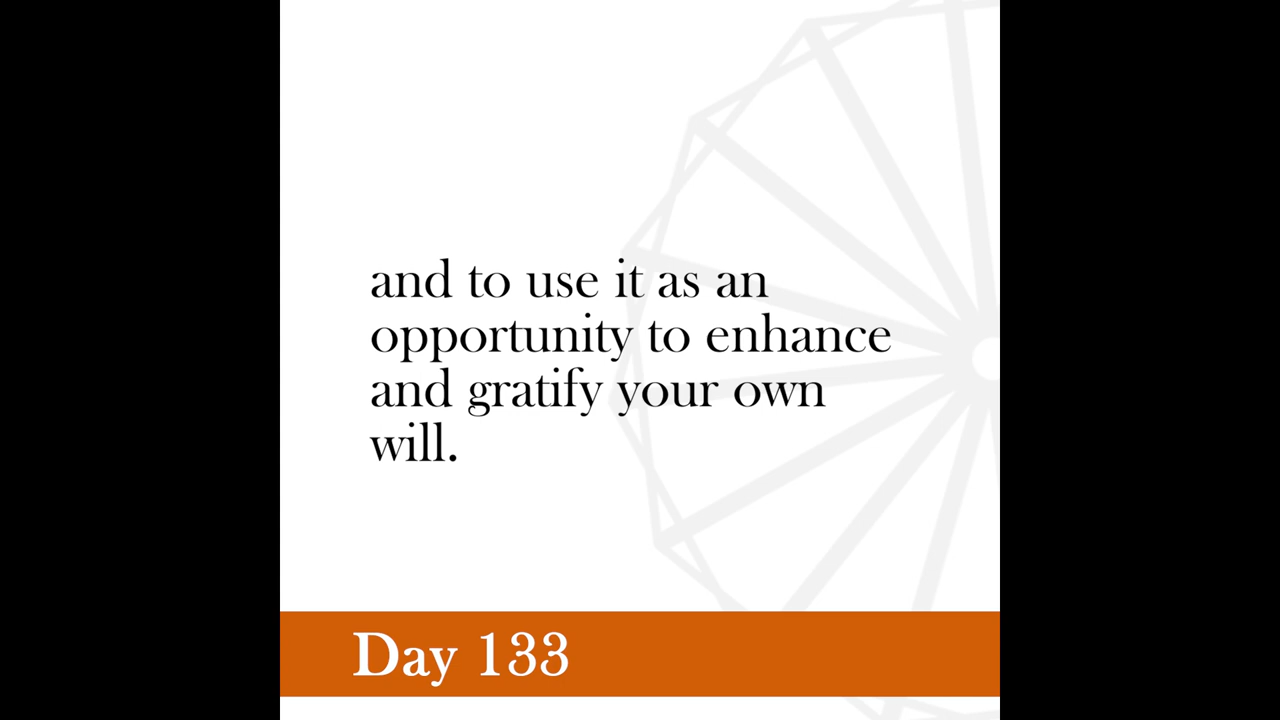 and to use it as an
opportunity to enhance
and gratify your own
will.
Day 133